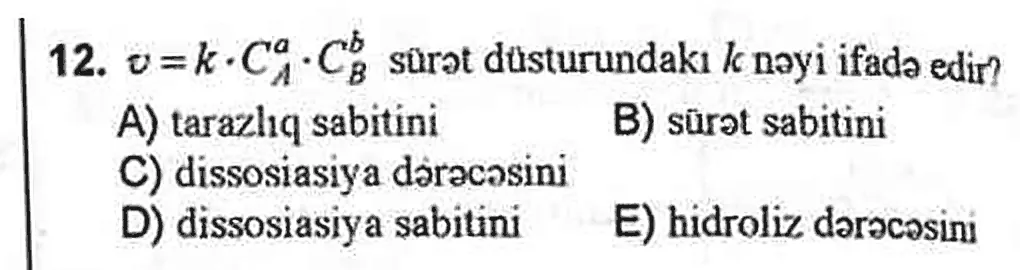 12. v = k · C_A^a · C_B^b sürət düsturundakı k nəyi ifadə edir?
A) tarazlıq sabitini B) sürət sabitini
C) dissosiasiya dərəcəsini
D) dissosiasiya sabitini E) hidroliz dərəcəsini